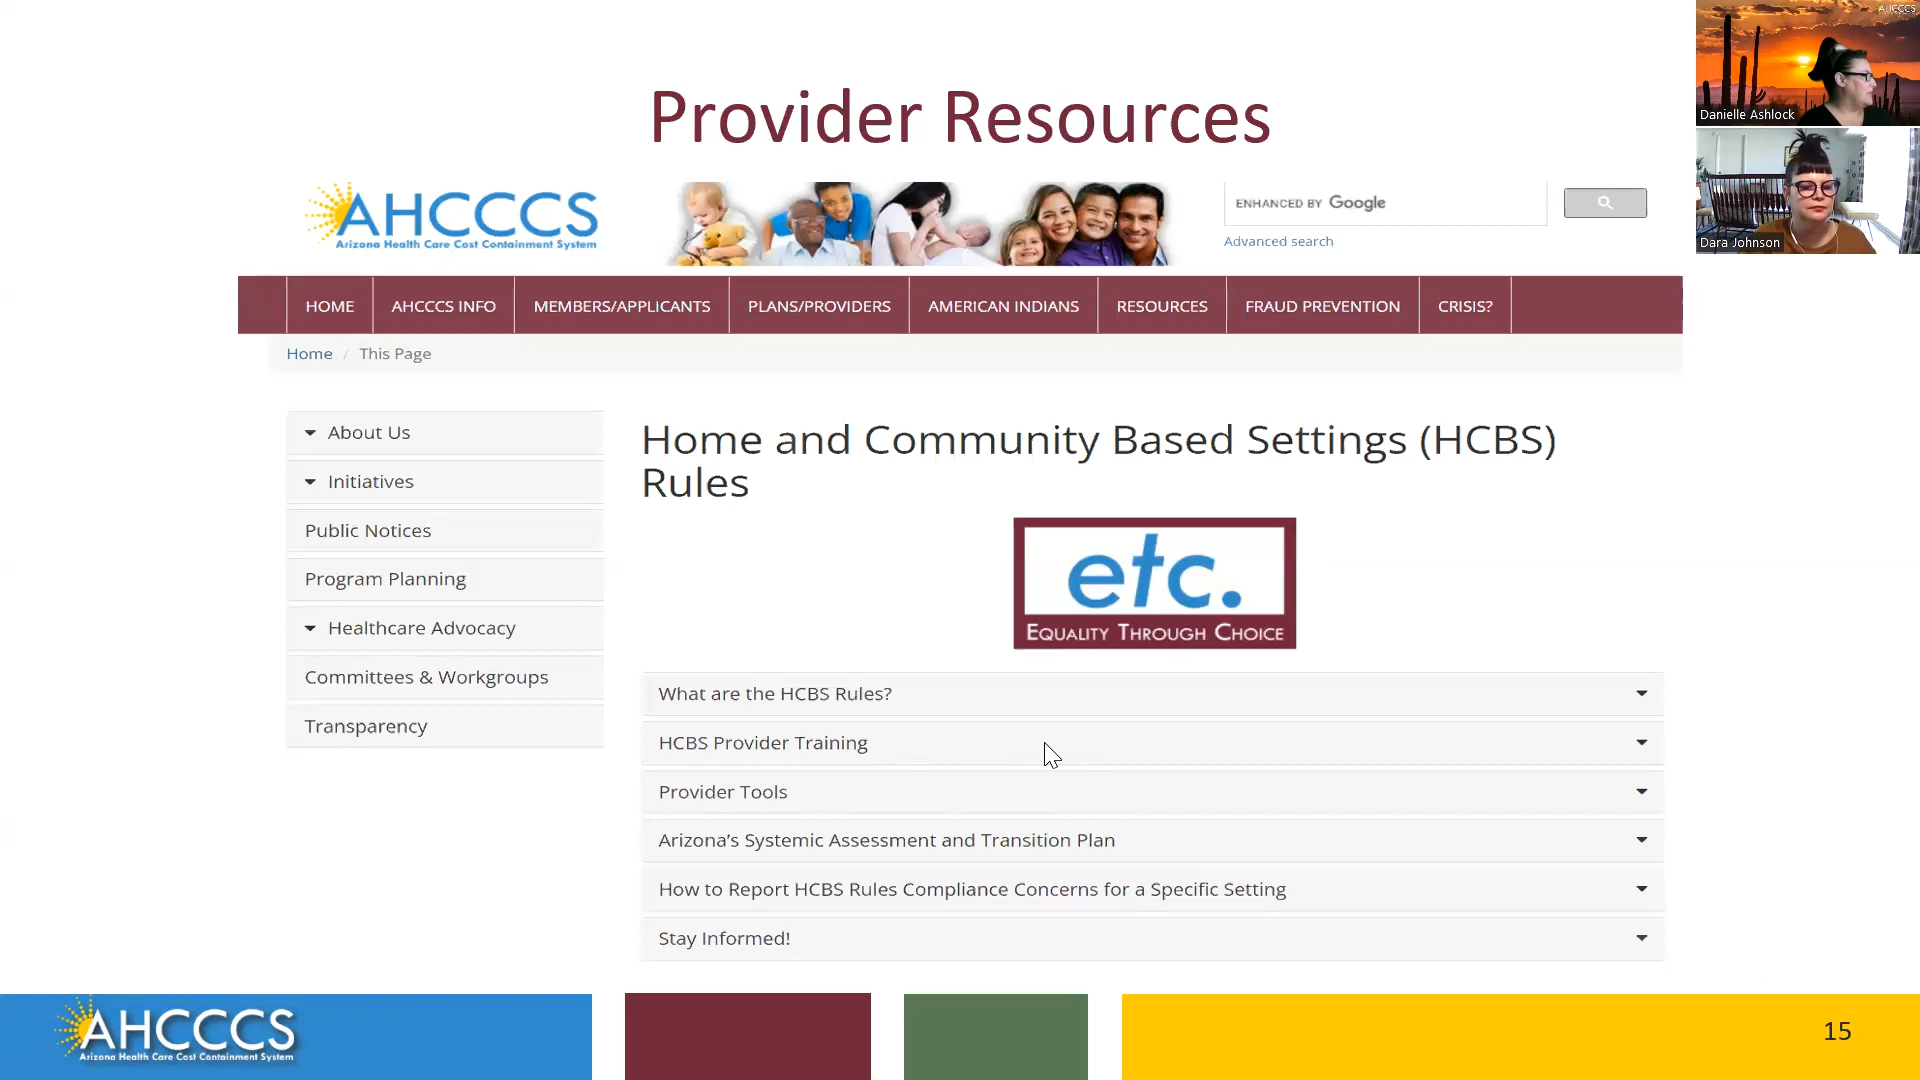 Provider Resources
AHCCCS
Arizona Health Care Cost Containment System
ENHANCED BY Google
Advanced search
HOME
AHCCCS INFO
MEMBERS/APPLICANTS
PLANS/PROVIDERS
AMERICAN INDIANS
RESOURCES
FRAUD PREVENTION
CRISIS?
Home / This Page
About Us
Initiatives
Public Notices
Program Planning
Healthcare Advocacy
Committees & Workgroups
Transparency
Home and Community Based Settings (HCBS)
Rules
etc.
EQUALITY THROUGH CHOICE
What are the HCBS Rules?
HCBS Provider Training
Provider Tools
Arizona’s Systemic Assessment and Transition Plan
How to Report HCBS Rules Compliance Concerns for a Specific Setting
Stay Informed!
AHCCCS
Arizona Health Care Cost Containment System
15
AHCCCS
Danielle Ashlock
Dara Johnson